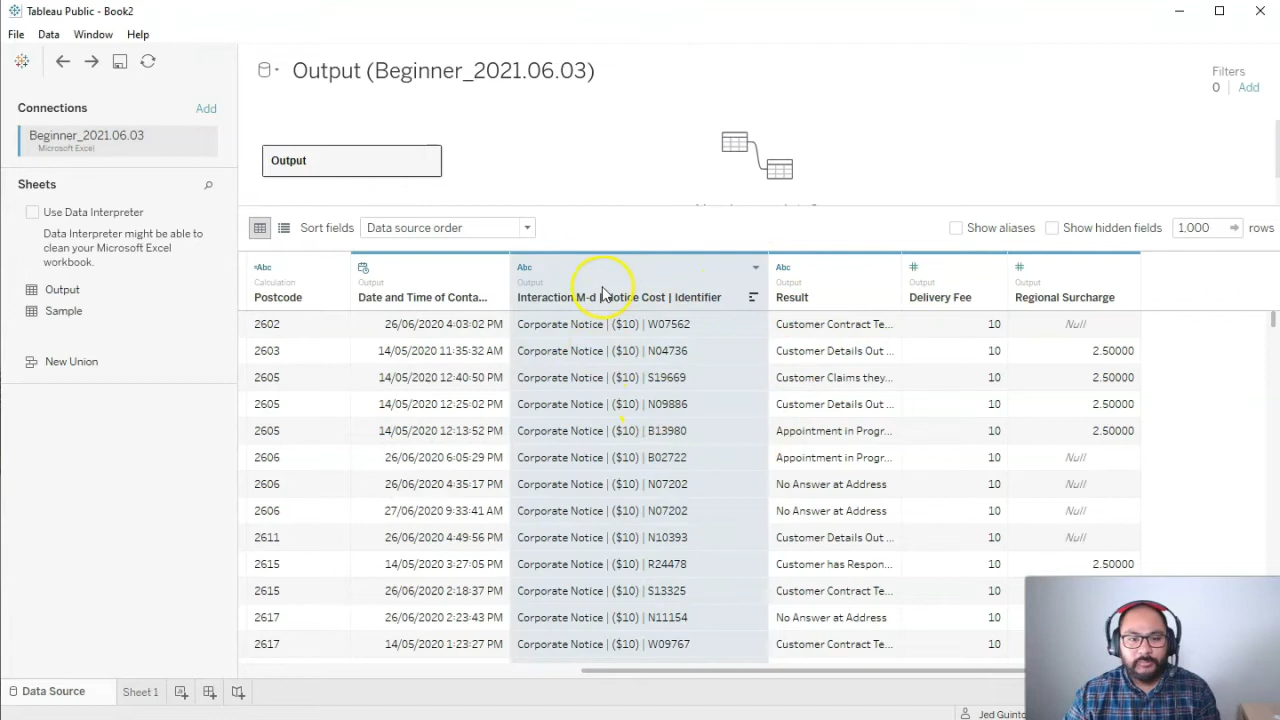 Tableau Public - Book2
File Data Window Help
Connections Add
Beginner_2021.06.03
Microsoft Excel
Sheets
Use Data Interpreter
Data Interpreter might be able to
clean your Microsoft Excel
workbook.
Output
Sample
New Union
Output (Beginner_2021.06.03)
Filters
0 Add
Output
Sort fields Data source order Show aliases Show hidden fields 1,000 rows
Abc Abc Abc
Calculation Output Output Output Output Output
Postcode Date and Time of Conta... Interaction M-d | Notice Cost | Identifier Result Delivery Fee Regional Surcharge
2602 26/06/2020 4:03:02 PM Corporate Notice | ($10) | W07562 Customer Contract Te... 10 Null
2603 14/05/2020 11:35:32 AM Corporate Notice | ($10) | N04736 Customer Details Out ... 10 2.50000
2605 14/05/2020 12:40:50 PM Corporate Notice | ($10) | S19669 Customer Claims they... 10 2.50000
2605 14/05/2020 12:25:02 PM Corporate Notice | ($10) | N09886 Customer Details Out ... 10 2.50000
2605 14/05/2020 12:13:52 PM Corporate Notice | ($10) | B13980 Appointment in Progr... 10 2.50000
2606 26/06/2020 6:05:29 PM Corporate Notice | ($10) | B02722 Appointment in Progr... 10 Null
2606 26/06/2020 4:35:17 PM Corporate Notice | ($10) | N07202 No Answer at Address 10 Null
2606 27/06/2020 9:33:41 AM Corporate Notice | ($10) | N07202 No Answer at Address 10 Null
2611 26/06/2020 4:49:56 PM Corporate Notice | ($10) | N10393 Customer Details Out ... 10 Null
2615 14/05/2020 3:27:05 PM Corporate Notice | ($10) | R24478 Customer has Respon... 10 2.50000
2615 26/06/2020 2:18:37 PM Corporate Notice | ($10) | S13325 Customer Contract Te... 10
2617 26/06/2020 2:23:43 PM Corporate Notice | ($10) | N11154 No Answer at Address 10
2617 14/05/2020 1:23:27 PM Corporate Notice | ($10) | W09767 Customer Contract Te... 10
Data Source Sheet 1
Jed Guinto